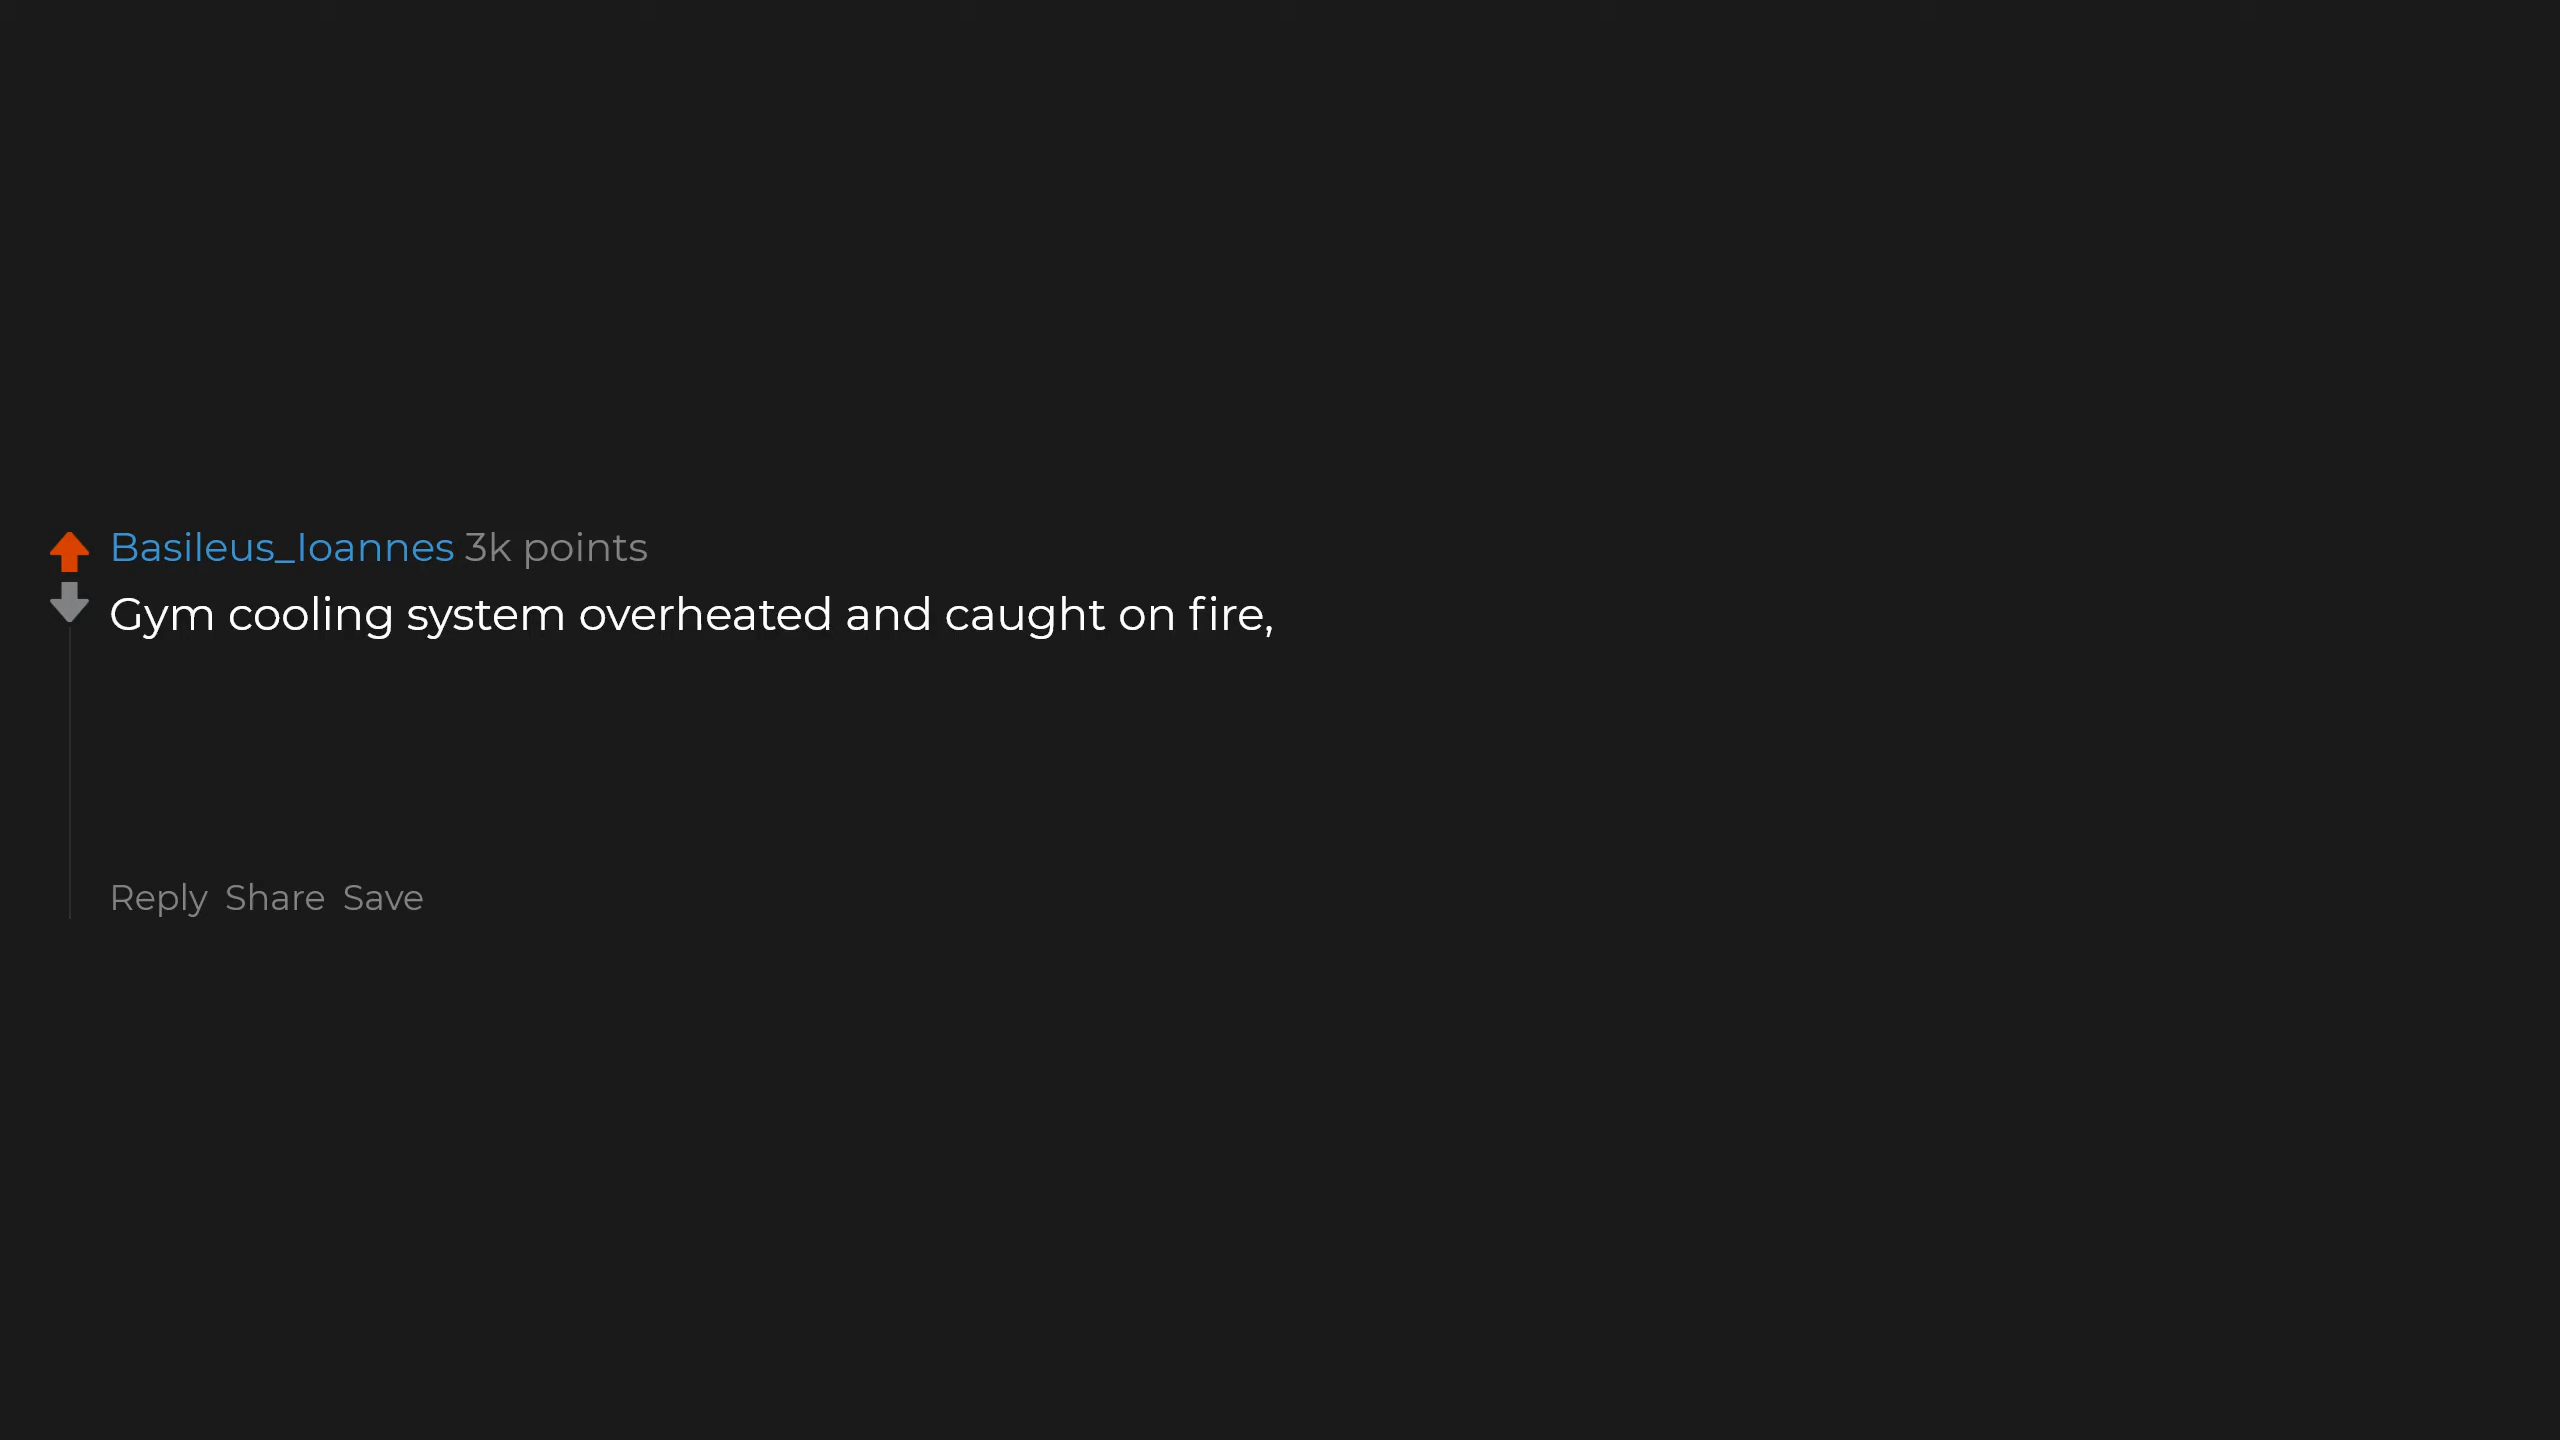 Basileus_Ioannes 3k points
Gym cooling system overheated and caught on fire,
Reply Share Save